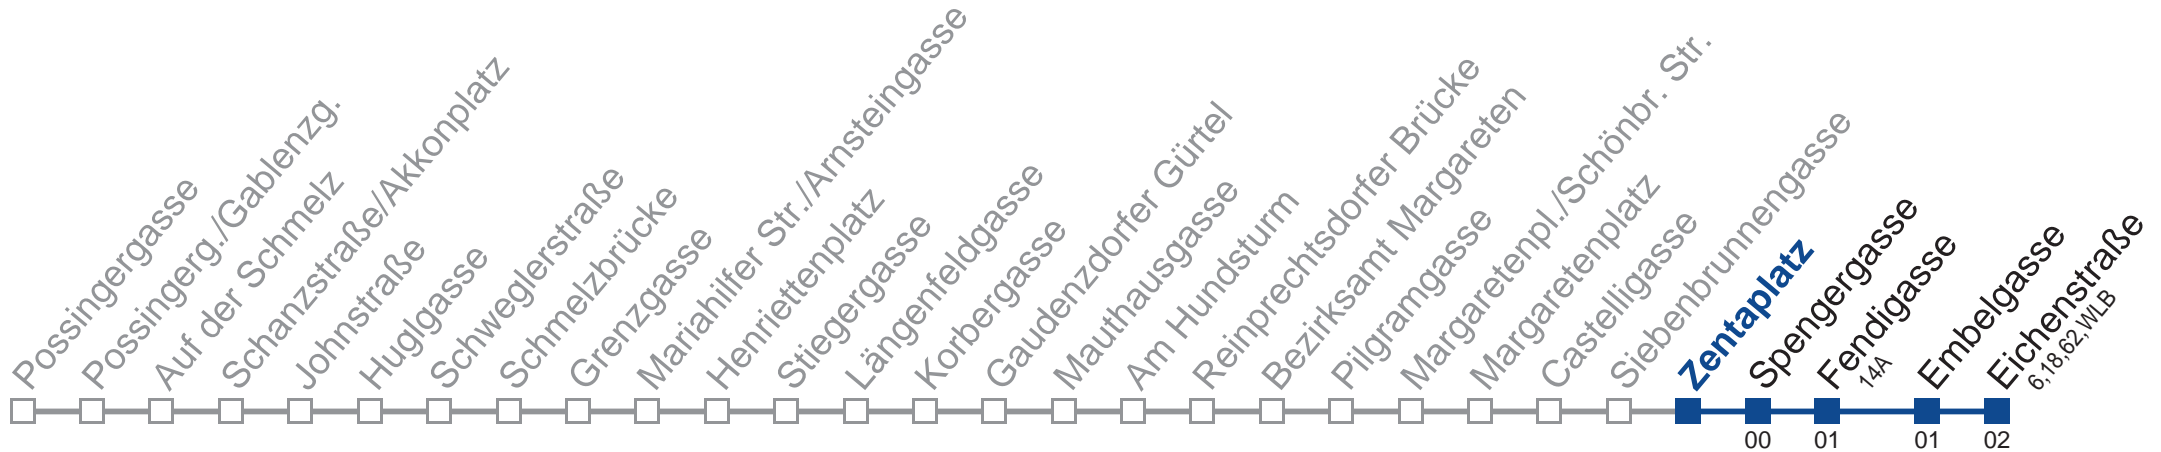 Possingergasse
Possingerg./Gablenzg.
Auf der Schmelz
Schanzstraße/Akkonplatz
Johnstraße
Huglgasse
Schweglerstraße
Schmelzbrücke
Grenzgasse
Mariahilfer Str./Arnsteingasse
Henriettenplatz
Stiegergasse
Längenfeldgasse
Korbergasse
Gaudenzdorfer Gürtel
Mauthausgasse
Am Hundsturm
Reinprechtsdorfer Brücke
Bezirksamt Margareten
Pilgramgasse
Margaretenpl./Schönbr. Str.
Margaretenplatz
Castelligasse
Siebenbrunnengasse
Zentaplatz
Spengergasse
Fendigasse
14A
Embelgasse
Eichenstraße
6,18,62,WLB
00 01 01 02